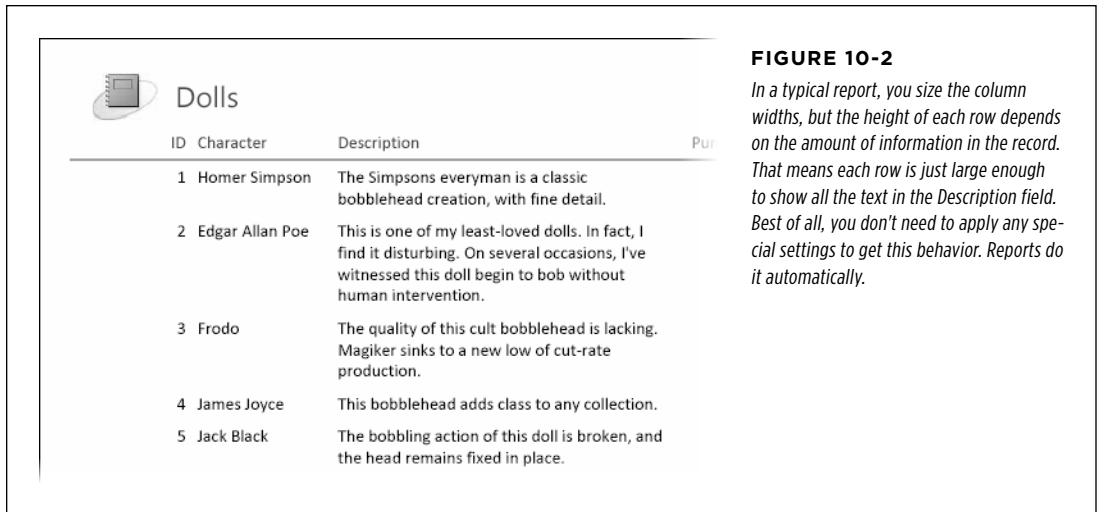 Dolls
ID Character Description Pur
1 Homer Simpson The Simpsons everyman is a classic
bobblehead creation, with fine detail.
2 Edgar Allan Poe This is one of my least-loved dolls. In fact, I
find it disturbing. On several occasions, I've
witnessed this doll begin to bob without
human intervention.
3 Frodo The quality of this cult bobblehead is lacking.
Magiker sinks to a new low of cut-rate
production.
4 James Joyce This bobblehead adds class to any collection.
5 Jack Black The bobbling action of this doll is broken, and
the head remains fixed in place.
FIGURE 10-2
In a typical report, you size the column
widths, but the height of each row depends
on the amount of information in the record.
That means each row is just large enough
to show all the text in the Description field.
Best of all, you don't need to apply any spe-
cial settings to get this behavior. Reports do
it automatically.